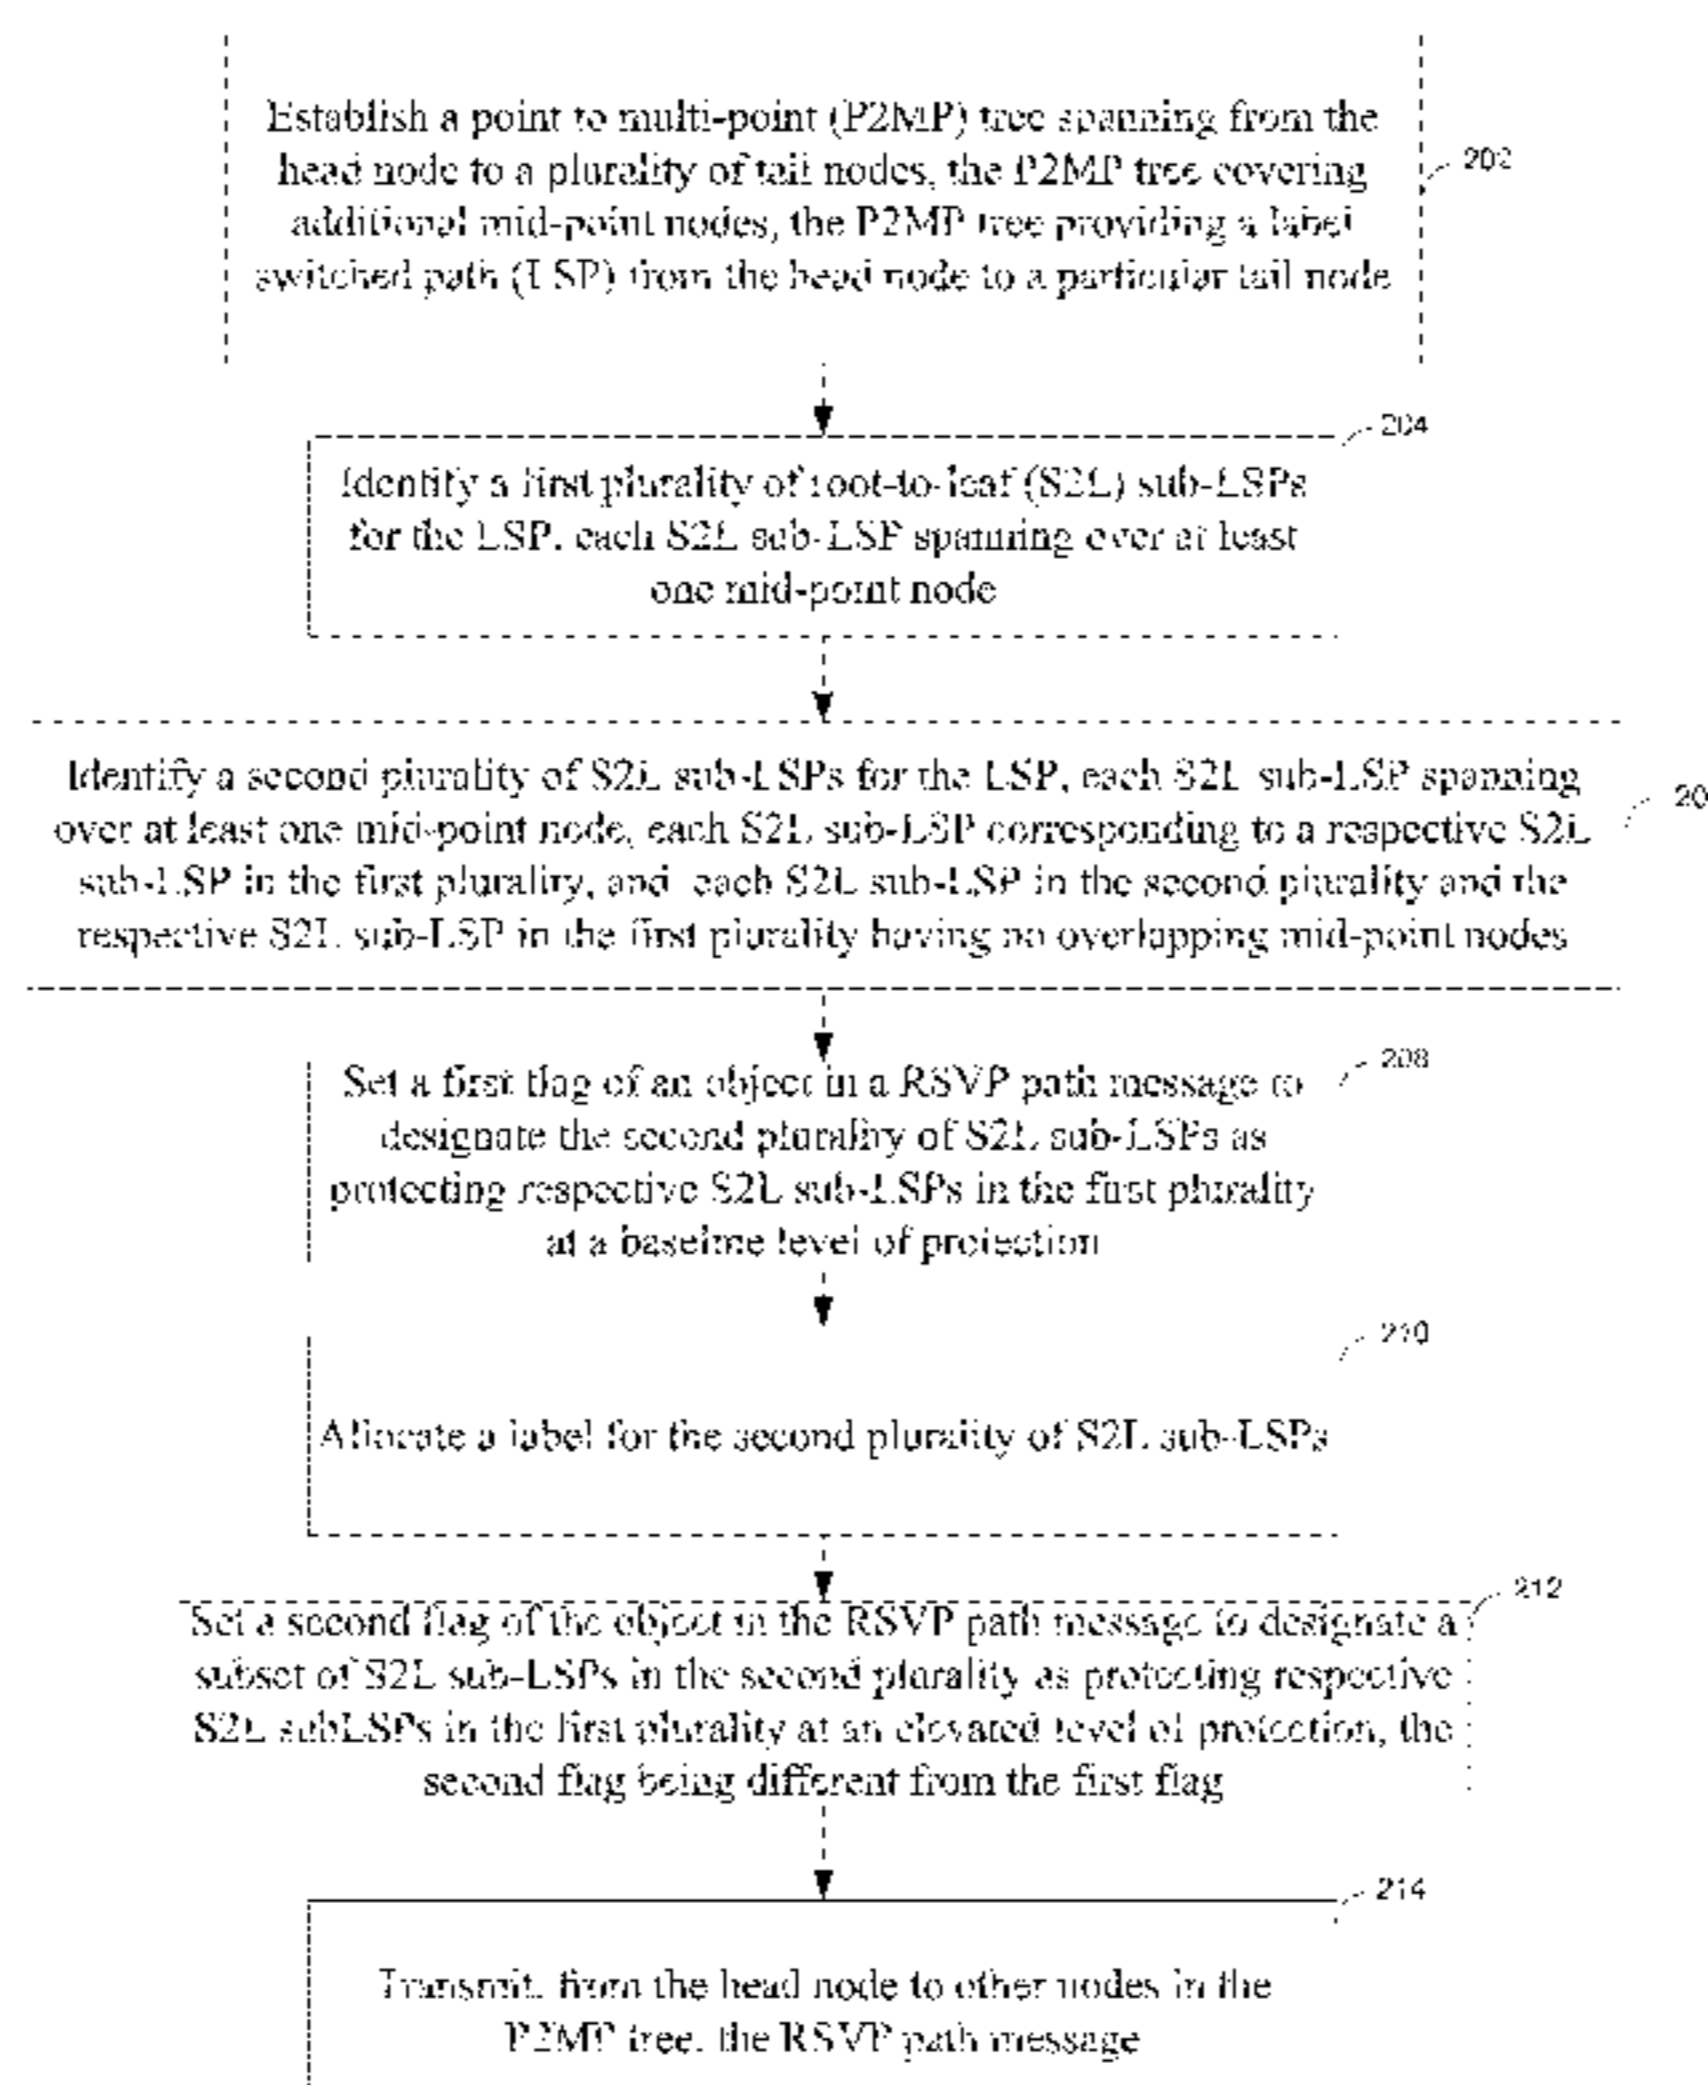 Establish a point to multi-point (P2MP) tree spanning from the
head node to a plurality of tail nodes, the P2MP tree covering
additional mid-point nodes, the P2MP tree providing a label
switched path (LSP) from the head node to a particular tail node
202
204
Identify a first plurality of root-to-leaf (S2L) sub-LSPs
for the LSP, each S2L sub-LSP spanning over at least
one mid-point node
Identify a second plurality of S2L sub-LSPs for the LSP, each S2L sub-LSP spanning
over at least one mid-point node, each S2L sub-LSP corresponding to a respective S2L
sub-LSP in the first plurality, and each S2L sub-LSP in the second plurality and the
respective S2L sub-LSP in the first plurality having no overlapping mid-point nodes
20
208
Set a first flag of an object in a RSVP path message to
designate the second plurality of S2L sub-LSPs as
protecting respective S2L sub-LSPs in the first plurality
at a baseline level of protection
210
Allocate a label for the second plurality of S2L sub-LSPs
212
Set a second flag of the object in the RSVP path message to designate a
subset of S2L sub-LSPs in the second plurality as protecting respective
S2L subLSPs in the first plurality at an elevated level of protection, the
second flag being different from the first flag
214
Transmit, from the head node to other nodes in the
P2MP tree, the RSVP path message